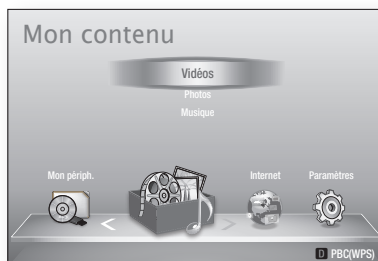 Mon contenu
Vidéos
Photos
Musique
Mon périph.
Internet
Paramètres
D PBC(WPS)